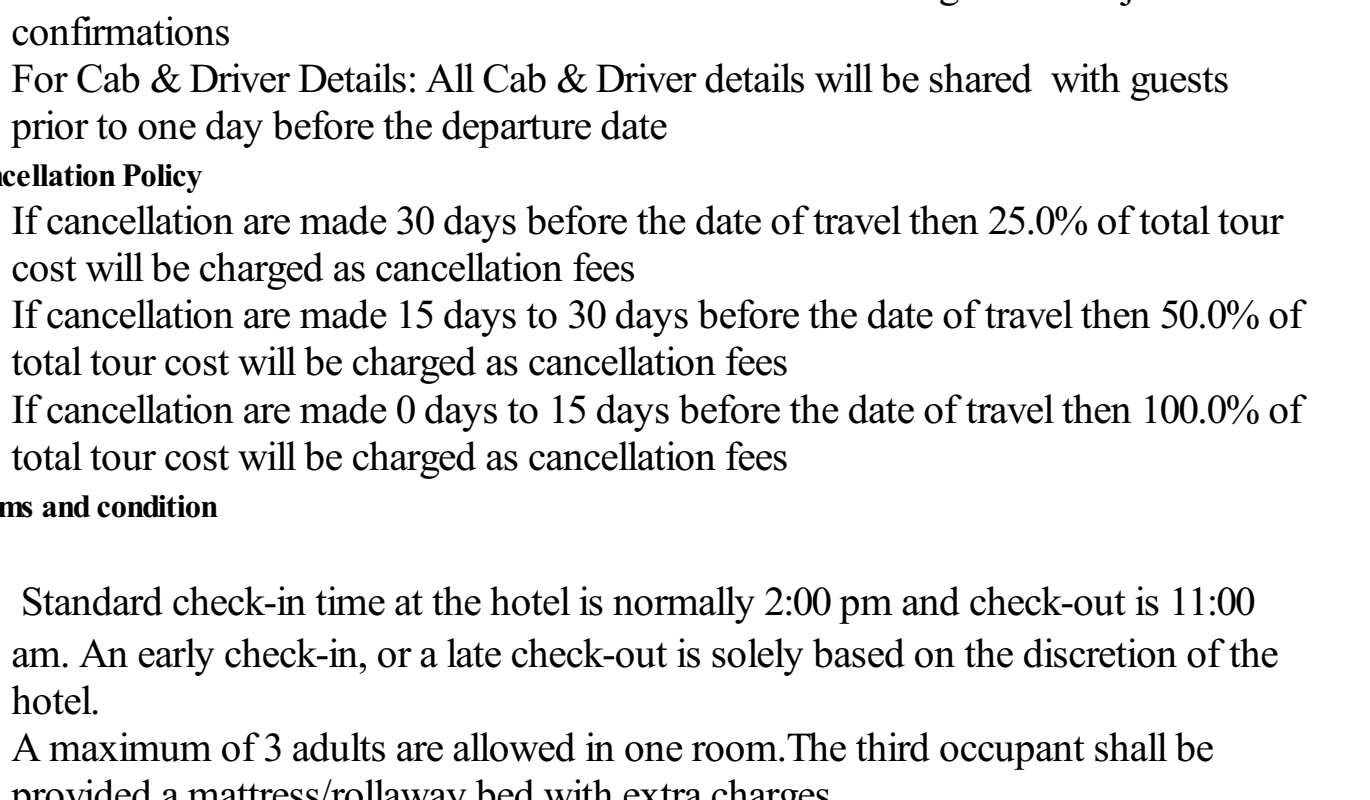 confirmations
For Cab & Driver Details: All Cab & Driver details will be shared  with guests
prior to one day before the departure date
ncellation Policy
If cancellation are made 30 days before the date of travel then 25.0% of total tour
cost will be charged as cancellation fees
If cancellation are made 15 days to 30 days before the date of travel then 50.0% of
total tour cost will be charged as cancellation fees
If cancellation are made 0 days to 15 days before the date of travel then 100.0% of
total tour cost will be charged as cancellation fees
ms and condition
Standard check-in time at the hotel is normally 2:00 pm and check-out is 11:00
am. An early check-in, or a late check-out is solely based on the discretion of the
hotel.
A maximum of 3 adults are allowed in one room.The third occupant shall be
provided a mattress/rollaway bed with extra charges